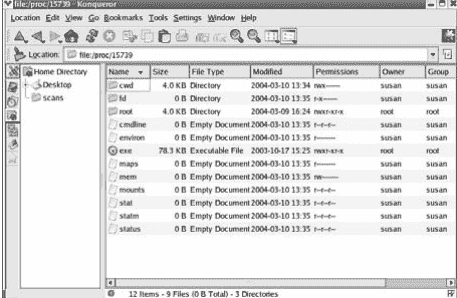 file:/proc/15739 - Konqueror
Location Edit View Go Bookmarks Tools Settings Window Help
Location: file:/proc/15739
Home Directory
Desktop
scans
Name Size File Type Modified Permissions Owner Group
cwd 4.0 KB Directory 2004-03-10 13:34 rwx------ susan susan
fd 0 B Directory 2004-03-10 13:35 r-x------ susan susan
root 4.0 KB Directory 2004-03-09 16:24 rwxr-xr-x root root
cmdline 0 B Empty Document 2004-03-10 13:35 r--r--r-- susan susan
environ 0 B Empty Document 2004-03-10 13:35 r-------- susan susan
exe 78.3 KB Executable File 2003-10-17 15:25 rwxr-xr-x root root
maps 0 B Empty Document 2004-03-10 13:35 susan susan
mem 0 B Empty Document 2004-03-10 13:35 rw------- susan susan
mounts 0 B Empty Document 2004-03-10 13:35 r--r--r-- susan susan
stat 0 B Empty Document 2004-03-10 13:35 r--r--r-- susan susan
statm 0 B Empty Document 2004-03-10 13:35 r--r--r-- susan susan
status 0 B Empty Document 2004-03-10 13:35 r--r--r-- susan susan
12 Items - 9 Files (0 B Total) - 3 Directories